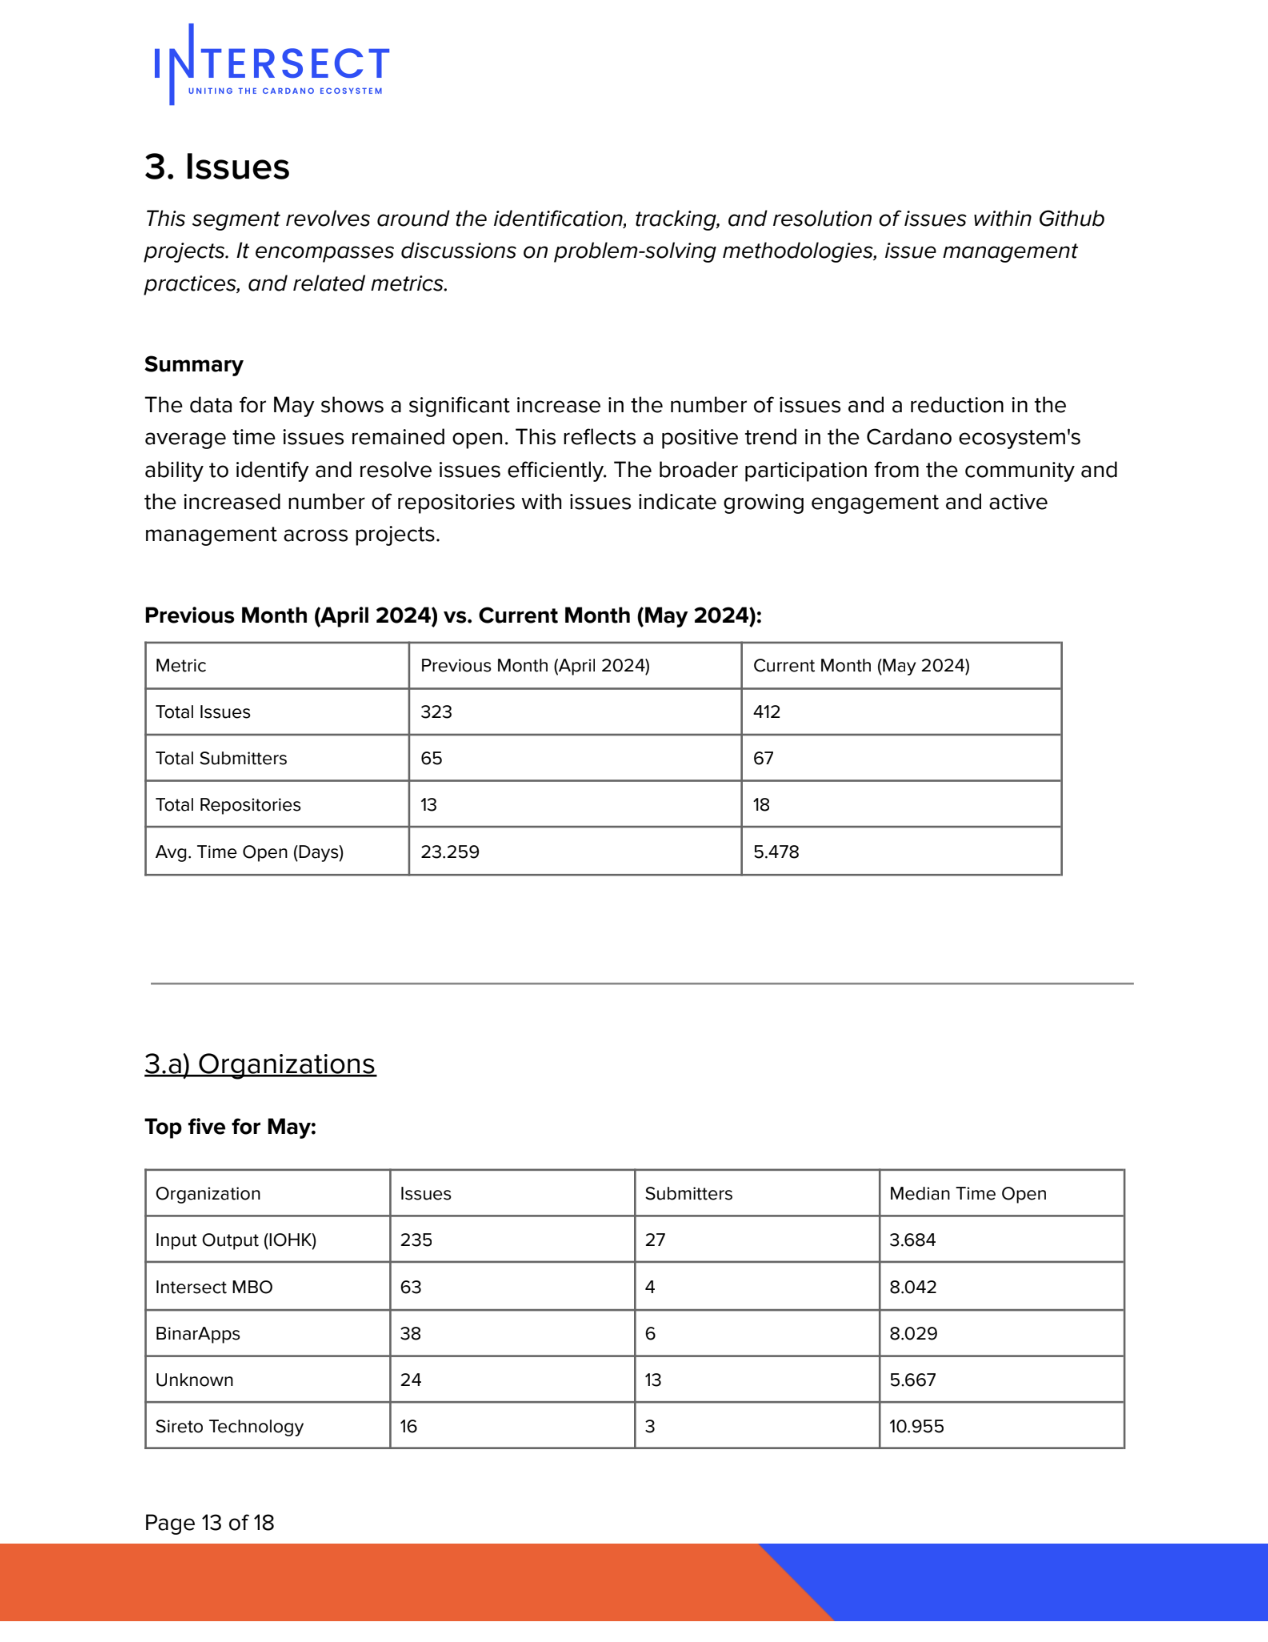 INTERSECT
UNITING THE CARDANO ECOSYSTEM
3. Issues
This segment revolves around the identification, tracking, and resolution of issues within Github
projects. It encompasses discussions on problem-solving methodologies, issue management
practices, and related metrics.
Summary
The data for May shows a significant increase in the number of issues and a reduction in the
average time issues remained open. This reflects a positive trend in the Cardano ecosystem's
ability to identify and resolve issues efficiently. The broader participation from the community and
the increased number of repositories with issues indicate growing engagement and active
management across projects.
Previous Month (April 2024) vs. Current Month (May 2024):
Metric Previous Month (April 2024) Current Month (May 2024)
Total Issues 323 412
Total Submitters 65 67
Total Repositories 13 18
Avg. Time Open (Days) 23.259 5.478
3.a) Organizations
Top five for May:
Organization Issues Submitters Median Time Open
Input Output (IOHK) 235 27 3.684
Intersect MBO 63 4 8.042
BinarApps 38 6 8.029
Unknown 24 13 5.667
Sireto Technology 16 3 10.955
Page 13 of 18